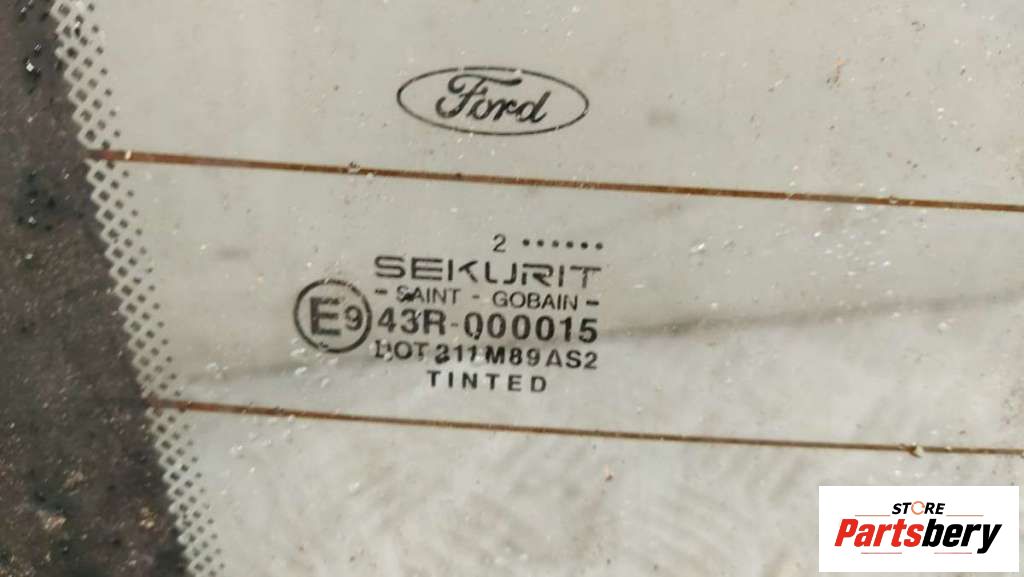 Ford
2 ••••••
SEKURIT
- SAINT - GOBAIN -
E9 43R-000015
DOT 211 M89 AS2
TINTED
STORE
Partsbery